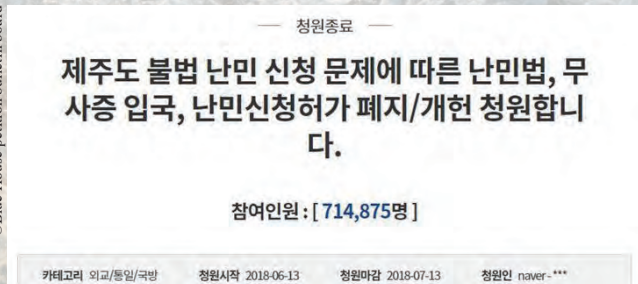 청원종료
제주도 불법 난민 신청 문제에 따른 난민법, 무
사증 입국, 난민신청허가 폐지/개헌 청원합니
다.
참여인원 : [ 714,875명 ]
카테고리 외교/통일/국방 청원시작 2018-06-13 청원마감 2018-07-13 청원인 naver - ***